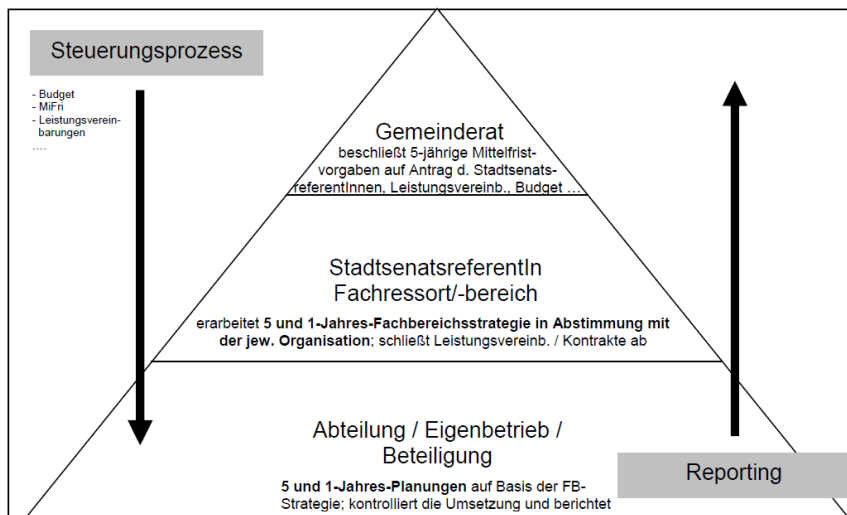 Steuerungsprozess
- Budget
- MiFri
- Leistungsverein-
barungen
....
Gemeinderat
beschließt 5-jährige Mittelfrist-
vorgaben auf Antrag d. Stadtsenats-
referentInnen, Leistungsvereinb., Budget ...
StadtsenatsreferentIn
Fachressort/-bereich
erarbeitet 5 und 1-Jahres-Fachbereichsstrategie in Abstimmung mit
der jew. Organisation; schließt Leistungsvereinb. / Kontrakte ab
Abteilung / Eigenbetrieb /
Beteiligung
5 und 1-Jahres-Planungen auf Basis der FB-
Strategie; kontrolliert die Umsetzung und berichtet
Reporting